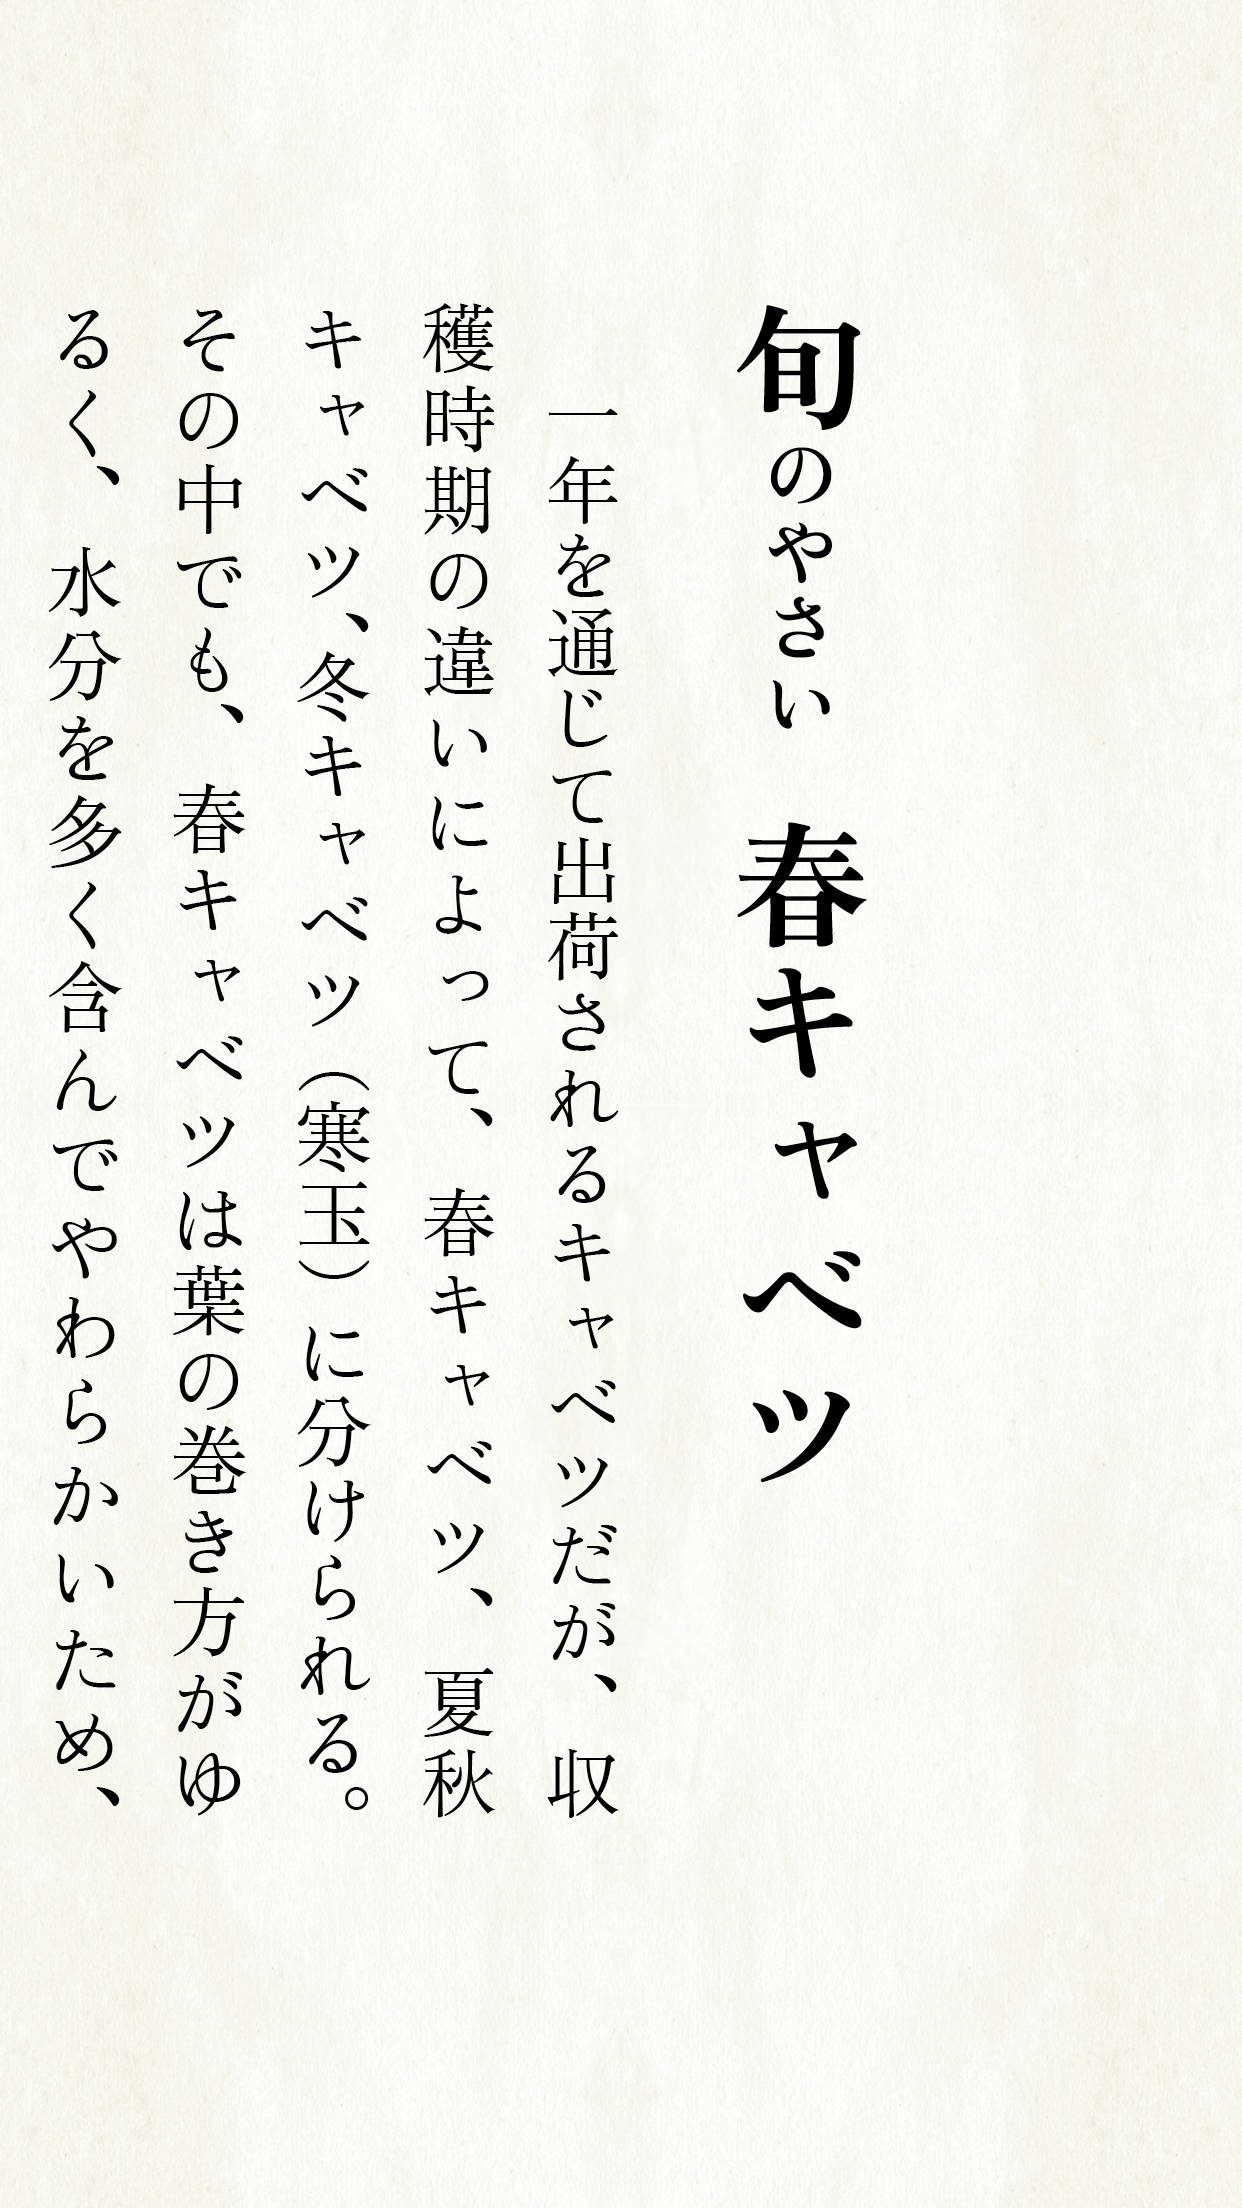 旬のやさい　春キャベツ
一年を通じて出荷されるキャベツだが、収
穫時期の違いによって、春キャベツ、夏秋
キャベツ、冬キャベツ（寒玉）に分けられる。
その中でも、春キャベツは葉の巻き方がゆ
るく、水分を多く含んでやわらかいため、